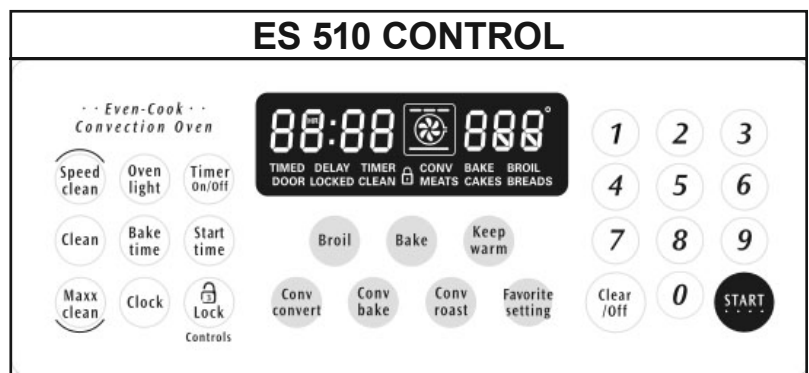 ES 510 CONTROL
· · Even-Cook · ·
Convection Oven
Speed
clean
Oven
light
Timer
On/Off
Clean
Bake
time
Start
time
Maxx
clean
Clock
Lock
Controls
88:88 888°
HR
TIMED DELAY TIMER CONV BAKE BROIL
DOOR LOCKED CLEAN MEATS CAKES BREADS
Broil
Bake
Keep
warm
Conv
convert
Conv
bake
Conv
roast
Favorite
setting
1 2 3
4 5 6
7 8 9
Clear
/Off
0
START